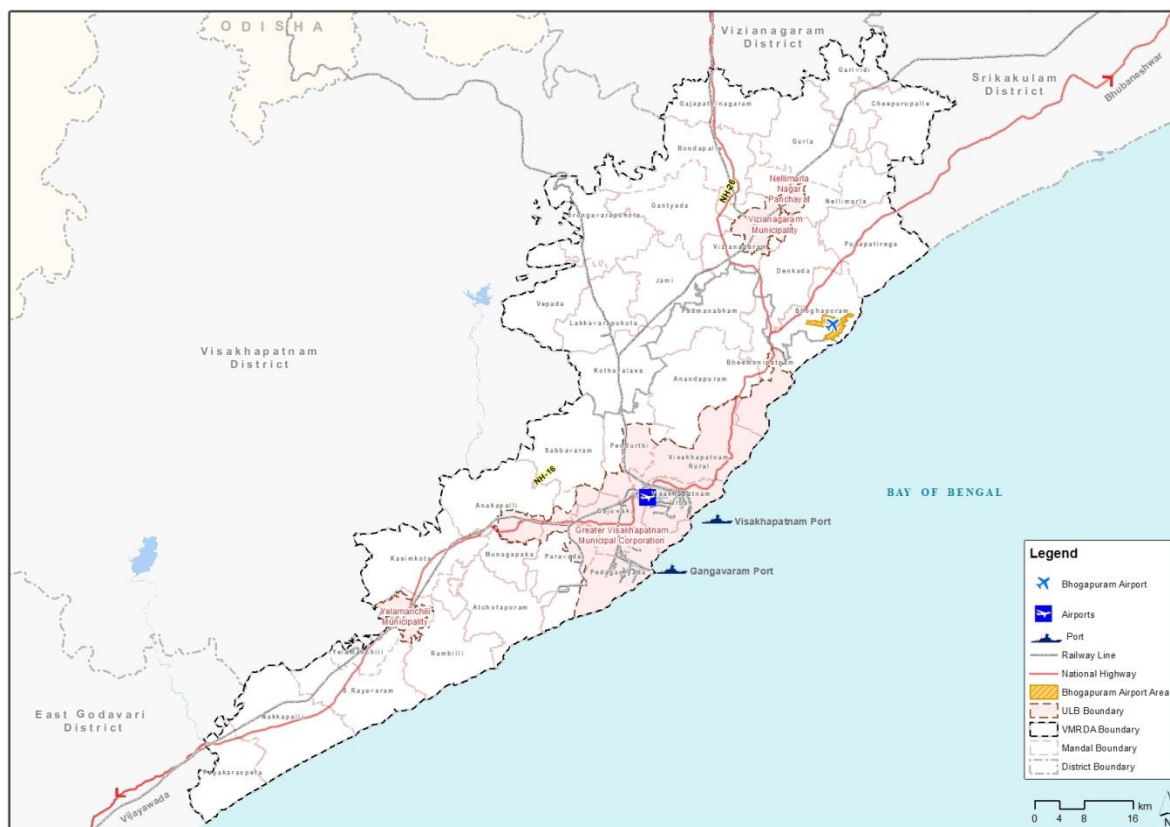 ODISHA
Vizianagaram
District
Srikakulam
District
Bhubaneshwar
Garividi
Cheepurupalle
Gajapathinagaram
Bondapalle
Gurla
NH-26
Nellimarla
Nagar
Panchayat
Gantyada
Nellimarla
Vizianagaram
Municipality
Srungavarapukota
Vizianagaram
Pusapatirega
Denkada
Jami
Vepada
Padmanabham
Bhoghapuram
Lakkavarapukota
Visakhapatnam
District
Bheemunipatnam
Kothavalasa
Anandapuram
Sabbavaram
Pendurthi
Visakhapatnam
Rural
NH-16
BAY OF BENGAL
Anakapalli
Visakhapatnam
Urban
Gajuwaka
Visakhapatnam Port
Greater Visakhapatnam
Municipal Corporation
Kasimkota
Munagapaka
Paravada
Pedagantyada
Gangavaram Port
Atchutapuram
Yelamanchili
Municipality
Yelamanchili
Rambilli
S Rayavaram
East Godavari
District
Nakkapalli
Payakaraopeta
Vijayawada
Legend
Bhogapuram Airport
Airports
Port
Railway Line
National Highway
Bhogapuram Airport Area
ULB Boundary
VMRDA Boundary
Mandal Boundary
District Boundary
0 4 8 16
km
N